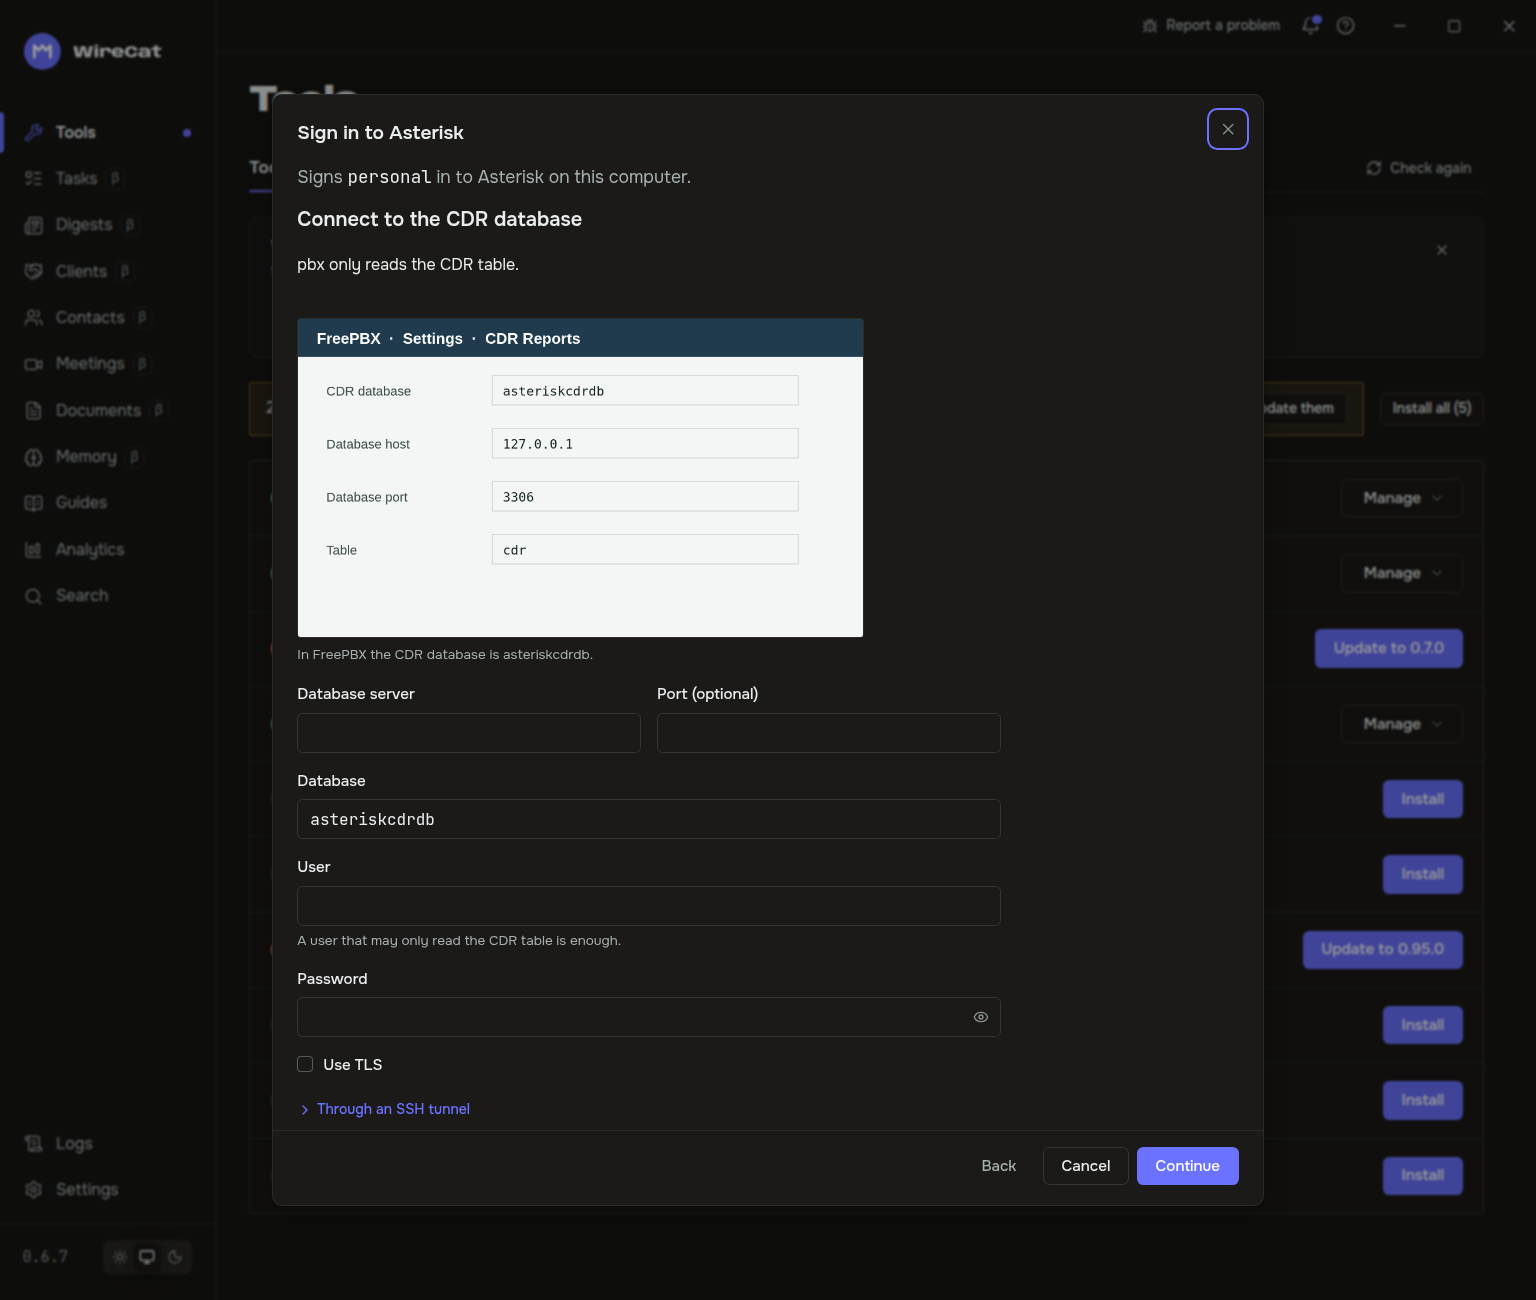 WireCat
Report a problem
Tools
Tasks β
Digests β
Clients β
Contacts β
Meetings β
Documents β
Memory β
Guides
Analytics
Search
Logs
Settings
0.6.7
Tools
Check again
Install all (5)
Manage
Manage
Update to 0.7.0
Manage
Install
Install
Update to 0.95.0
Install
Install
Install
Sign in to Asterisk
Signs personal in to Asterisk on this computer.
Connect to the CDR database
pbx only reads the CDR table.
FreePBX · Settings · CDR Reports
CDR database asteriskcdrdb
Database host 127.0.0.1
Database port 3306
Table cdr
In FreePBX the CDR database is asteriskcdrdb.
Database server Port (optional)
Database
asteriskcdrdb
User
A user that may only read the CDR table is enough.
Password
Use TLS
Through an SSH tunnel
Back Cancel Continue